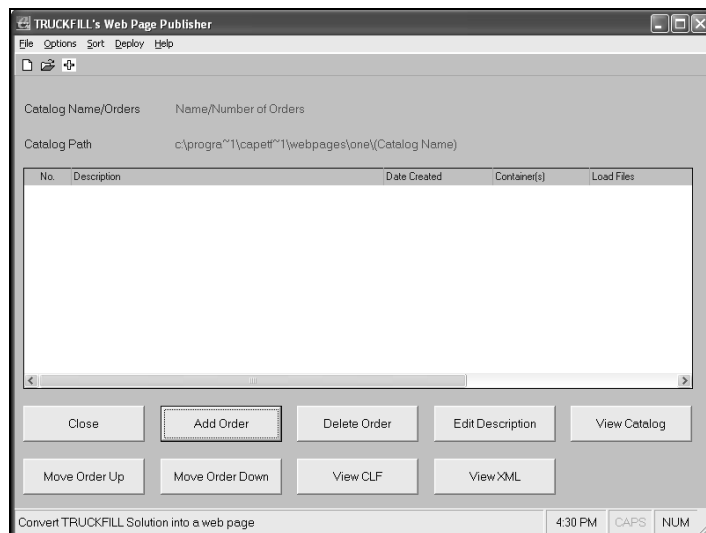 TRUCKFILL's Web Page Publisher
File Options Sort Deploy Help
Catalog Name/Orders Name/Number of Orders
Catalog Path c:\progra~1\capetf~1\webpages\one\(Catalog Name)
No. Description Date Created Container(s) Load Files
Close Add Order Delete Order Edit Description View Catalog
Move Order Up Move Order Down View CLF View XML
Convert TRUCKFILL Solution into a web page 4:30 PM CAPS NUM